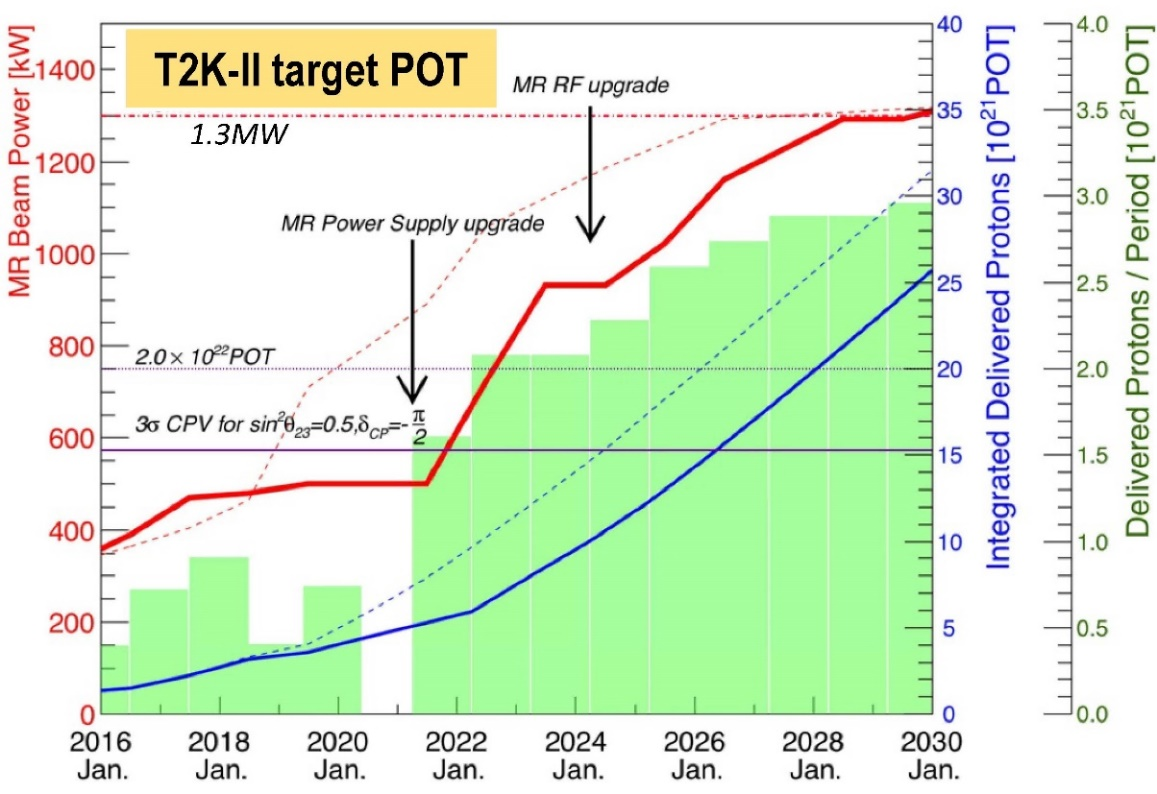 T2K-II target POT
MR RF upgrade
1.3MW
MR Power Supply upgrade
2.0 × 10²²POT
3σ CPV for sin²θ₂₃=0.5,δ_CP=-π/2
MR Beam Power [kW]
1400
1200
1000
800
600
400
200
0
40
35
30
25
20
15
10
5
0
Integrated Delivered Protons [10²¹POT]
4.0
3.5
3.0
2.5
2.0
1.5
1.0
0.5
0.0
Delivered Protons / Period [10²¹POT]
2016 2018 2020 2022 2024 2026 2028 2030
Jan. Jan. Jan. Jan. Jan. Jan. Jan. Jan.